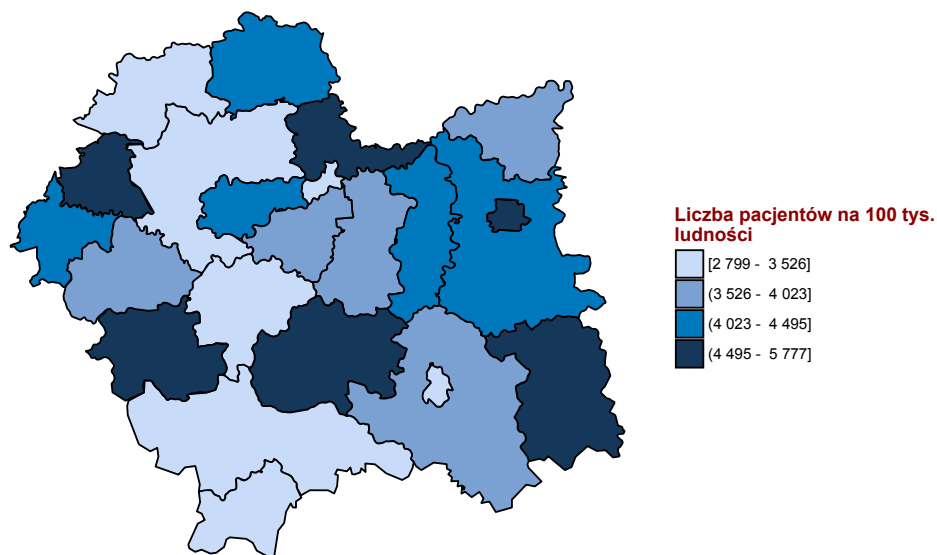 Liczba pacjentów na 100 tys.
ludności
[2 799 - 3 526]
(3 526 - 4 023]
(4 023 - 4 495]
(4 495 - 5 777]